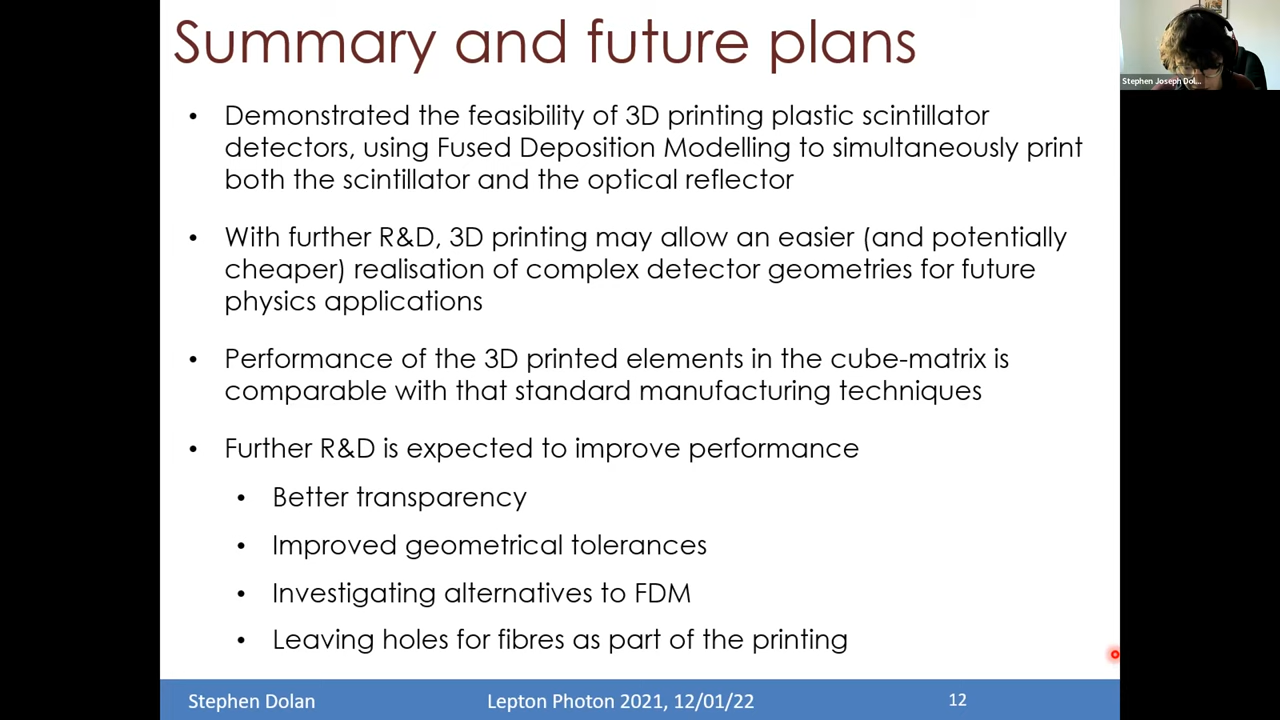 Summary and future plans
Stephen Joseph Dol...
• Demonstrated the feasibility of 3D printing plastic scintillator
detectors, using Fused Deposition Modelling to simultaneously print
both the scintillator and the optical reflector
• With further R&D, 3D printing may allow an easier (and potentially
cheaper) realisation of complex detector geometries for future
physics applications
• Performance of the 3D printed elements in the cube-matrix is
comparable with that standard manufacturing techniques
• Further R&D is expected to improve performance
• Better transparency
• Improved geometrical tolerances
• Investigating alternatives to FDM
• Leaving holes for fibres as part of the printing
Stephen Dolan Lepton Photon 2021, 12/01/22 12